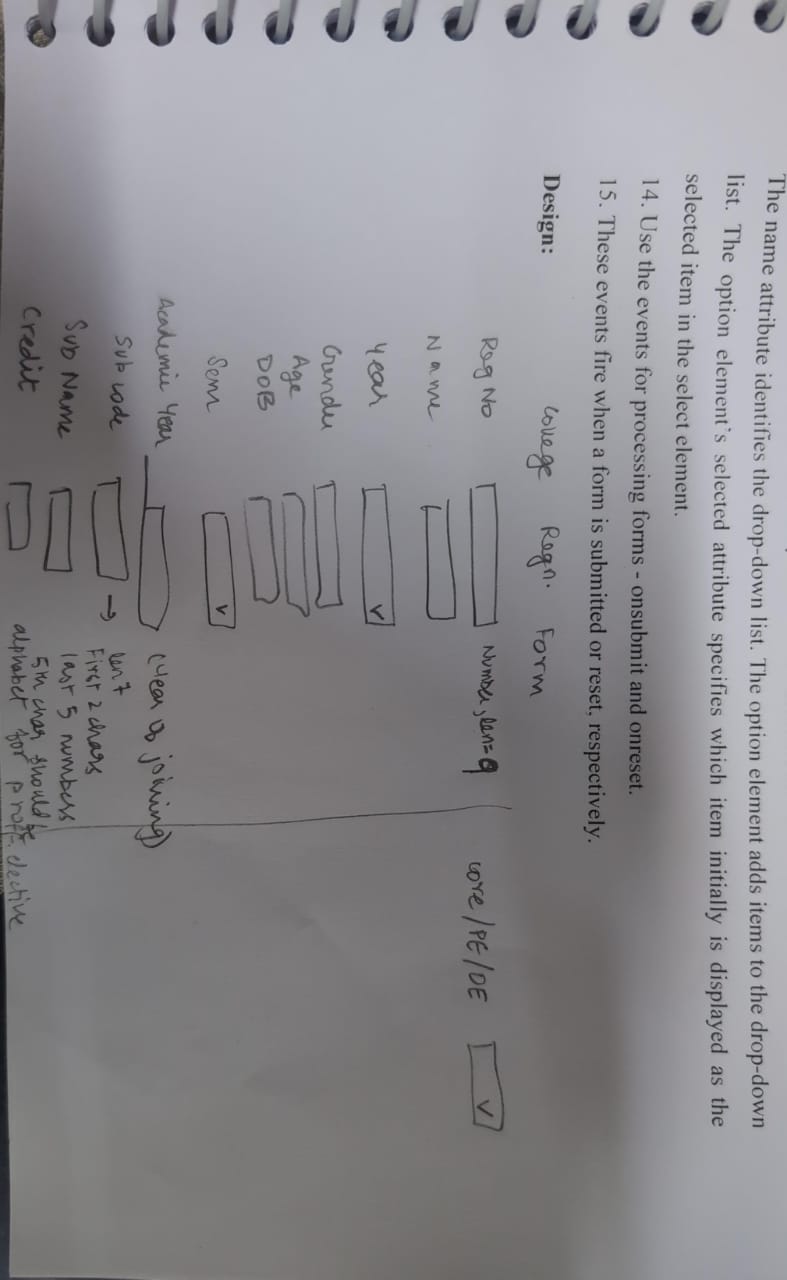 The name attribute identifies the drop-down list. The option element adds items to the drop-down
list. The option element's selected attribute specifies which item initially is displayed as the
selected item in the select element.
14. Use the events for processing forms - onsubmit and onreset.
15. These events fire when a form is submitted or reset, respectively.
Design:
College Regn. Form
Reg No
Number, len=9
core/PE/OE
Name
Year
Gender
Age
DOB
Sem
Academic Year
(Year of joining)
Sub code
len 7
First 2 chars
Sub Name
last 5 numbers
5th char should be
Credit
alphabet for proff. elective